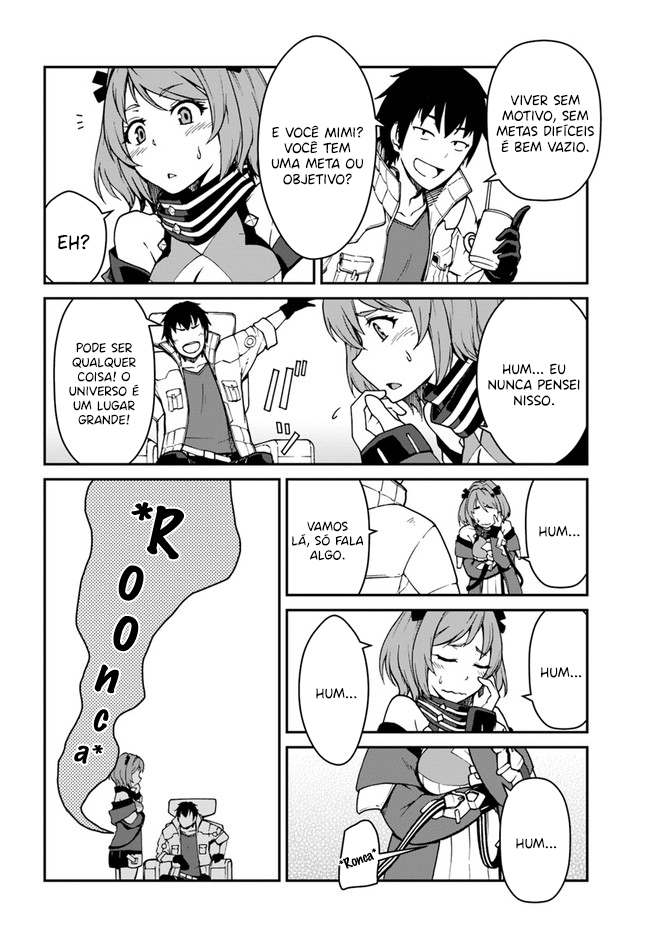 VIVER SEM
MOTIVO, SEM
METAS DIFÍCEIS
É BEM VAZIO.
E VOCÊ MIMI?
VOCÊ TEM
UMA META OU
OBJETIVO?
EH?
HUM... EU
NUNCA PENSEI
NISSO.
PODE SER
QUALQUER
COISA! O
UNIVERSO
É UM LUGAR
GRANDE!
HUM...
VAMOS
LÁ, SÓ FALA
ALGO.
HUM...
HUM...
HUM...
*Ronca*
*Roonca*